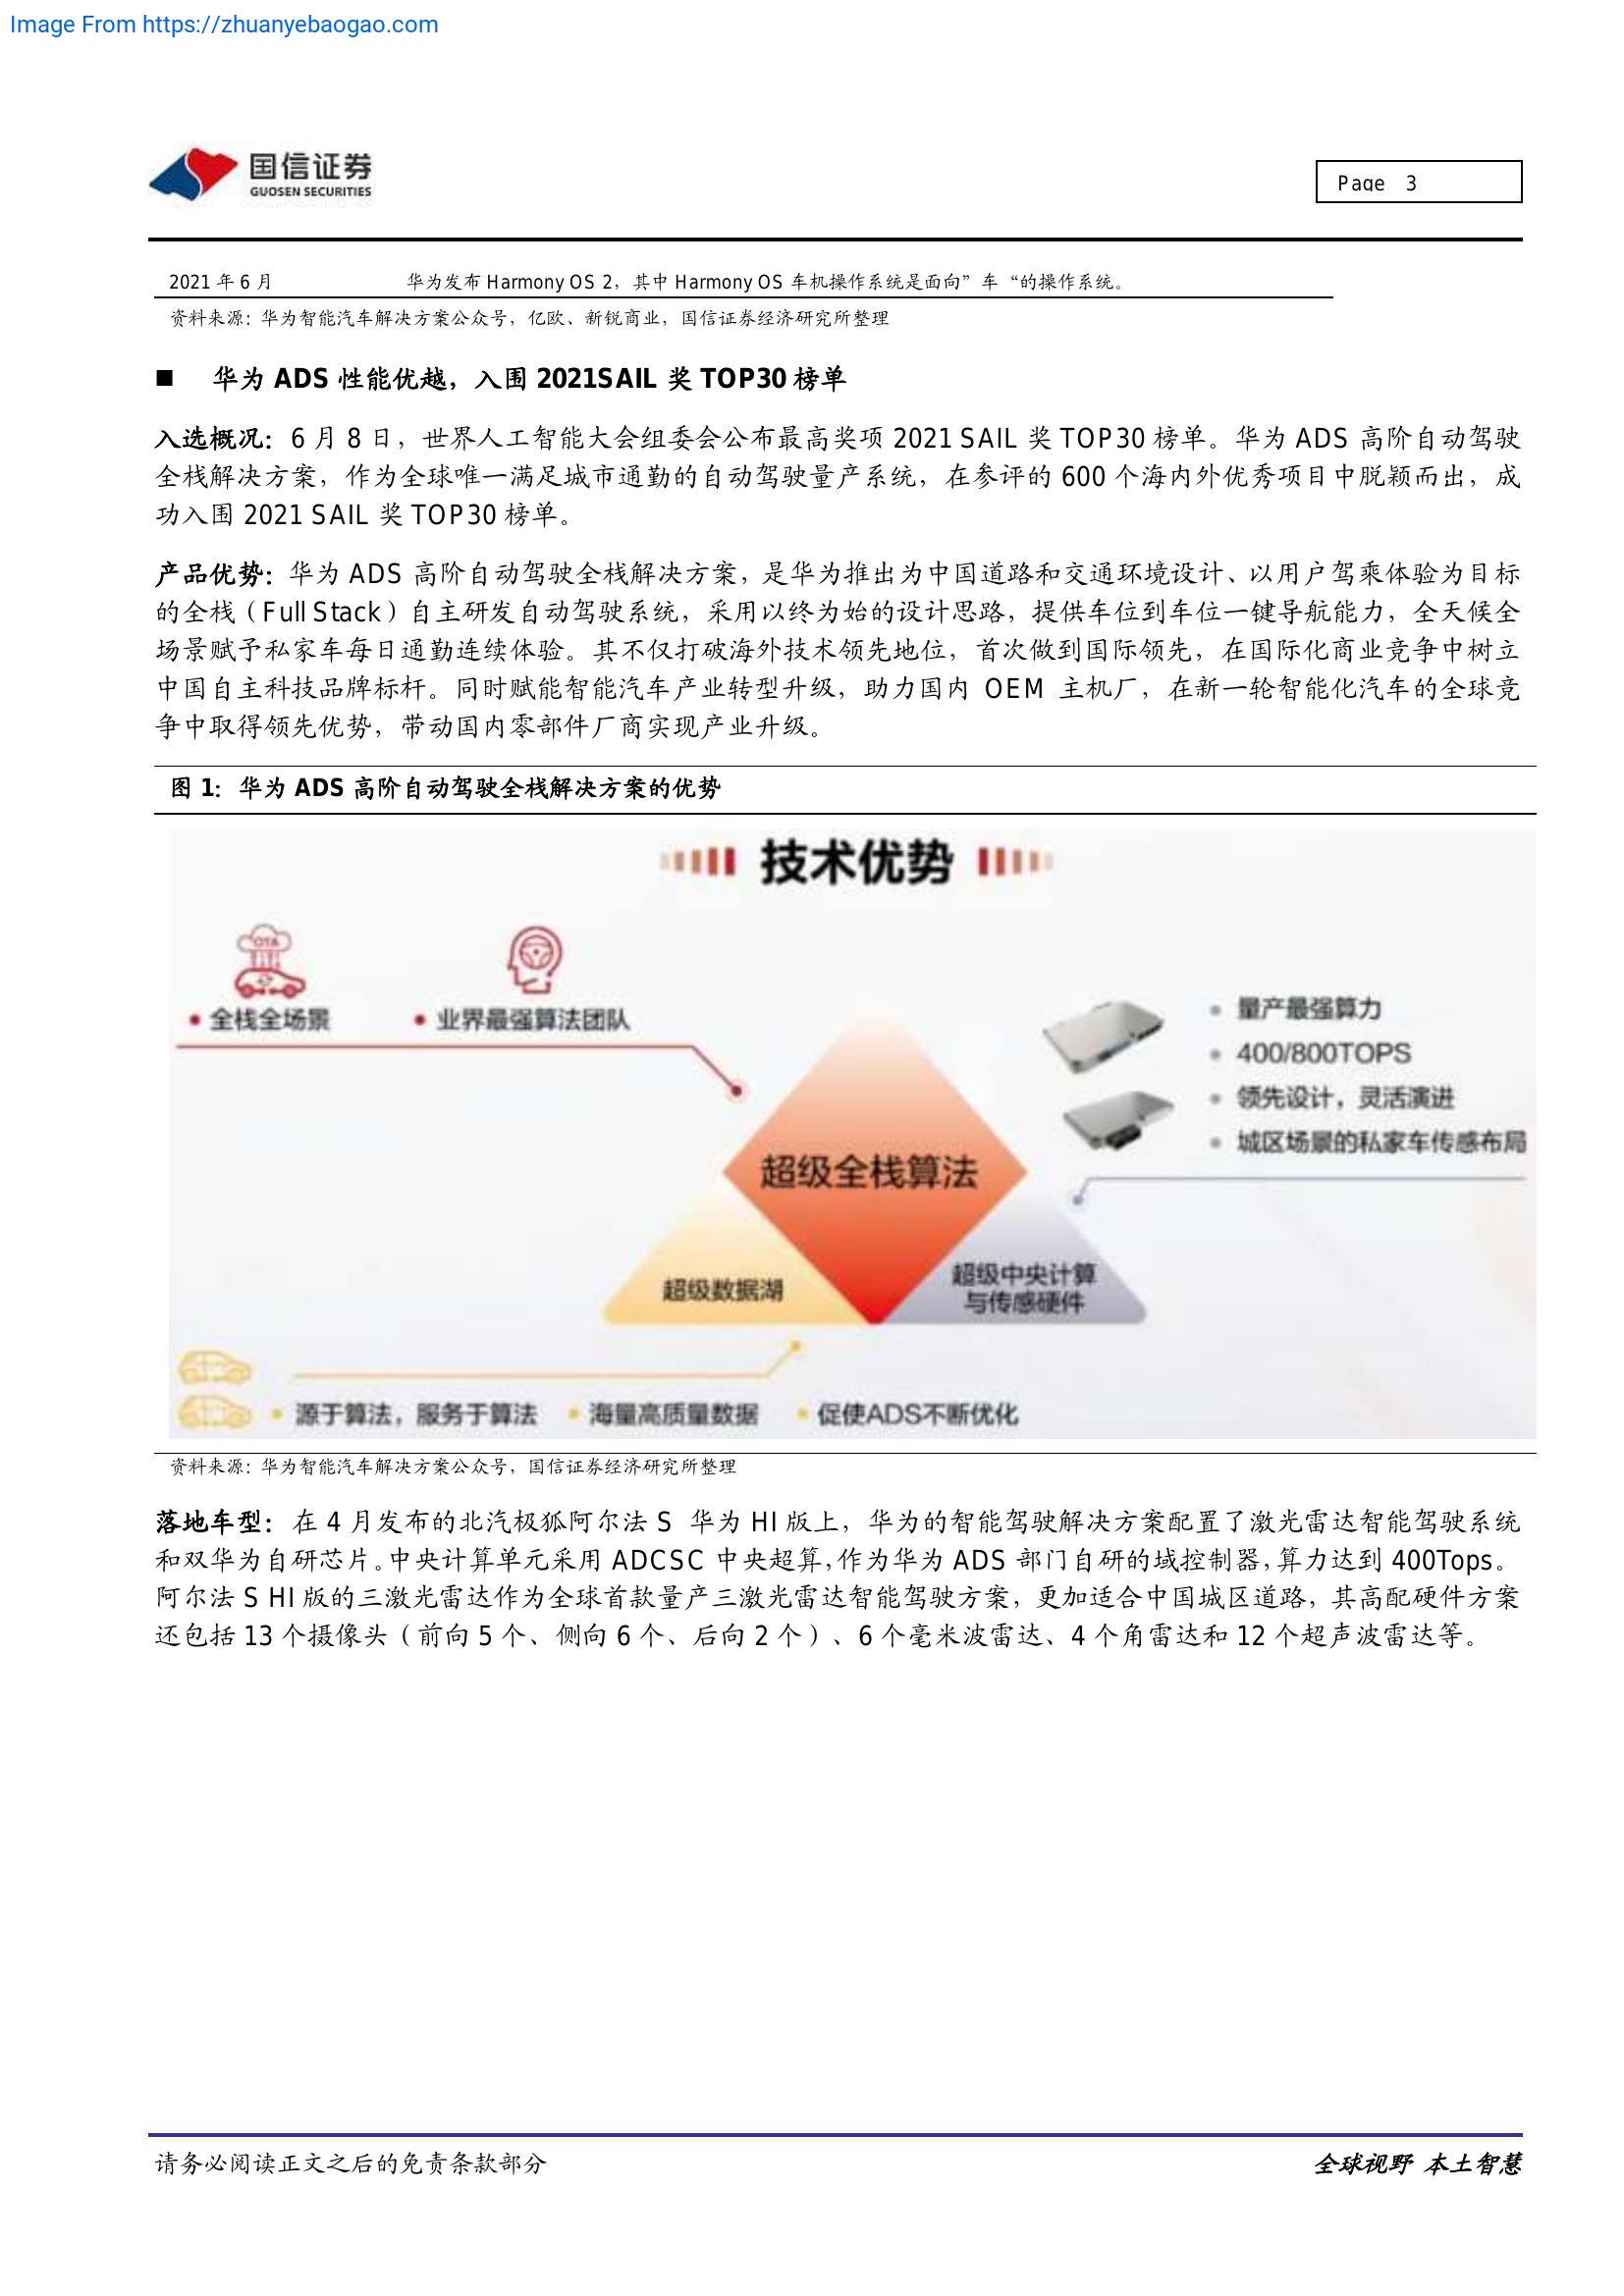 Image From https://zhuanyebaogao.com
国信证券
GUOSEN SECURITIES
Page 3
2021 年 6 月 华为发布 Harmony OS 2，其中 Harmony OS 车机操作系统是面向”车“的操作系统。
资料来源：华为智能汽车解决方案公众号，亿欧、新锐商业，国信证券经济研究所整理
■ 华为 ADS 性能优越，入围 2021SAIL 奖 TOP30 榜单
入选概况：6 月 8 日，世界人工智能大会组委会公布最高奖项 2021 SAIL 奖 TOP30 榜单。华为 ADS 高阶自动驾驶
全栈解决方案，作为全球唯一满足城市通勤的自动驾驶量产系统，在参评的 600 个海内外优秀项目中脱颖而出，成
功入围 2021 SAIL 奖 TOP30 榜单。
产品优势：华为 ADS 高阶自动驾驶全栈解决方案，是华为推出为中国道路和交通环境设计、以用户驾乘体验为目标
的全栈（Full Stack）自主研发自动驾驶系统，采用以终为始的设计思路，提供车位到车位一键导航能力，全天候全
场景赋予私家车每日通勤连续体验。其不仅打破海外技术领先地位，首次做到国际领先，在国际化商业竞争中树立
中国自主科技品牌标杆。同时赋能智能汽车产业转型升级，助力国内 OEM 主机厂，在新一轮智能化汽车的全球竞
争中取得领先优势，带动国内零部件厂商实现产业升级。
图 1：华为 ADS 高阶自动驾驶全栈解决方案的优势
技术优势
OTA
• 全栈全场景 • 业界最强算法团队
• 量产最强算力
• 400/800TOPS
• 领先设计，灵活演进
• 城区场景的私家车传感布局
超级全栈算法
超级数据湖
超级中央计算
与传感硬件
• 源于算法，服务于算法 • 海量高质量数据 • 促使ADS不断优化
资料来源：华为智能汽车解决方案公众号，国信证券经济研究所整理
落地车型：在 4 月发布的北汽极狐阿尔法 S 华为 HI 版上，华为的智能驾驶解决方案配置了激光雷达智能驾驶系统
和双华为自研芯片。中央计算单元采用 ADCSC 中央超算，作为华为 ADS 部门自研的域控制器，算力达到 400Tops。
阿尔法 S HI 版的三激光雷达作为全球首款量产三激光雷达智能驾驶方案，更加适合中国城区道路，其高配硬件方案
还包括 13 个摄像头（前向 5 个、侧向 6 个、后向 2 个）、6 个毫米波雷达、4 个角雷达和 12 个超声波雷达等。
请务必阅读正文之后的免责条款部分
全球视野 本土智慧